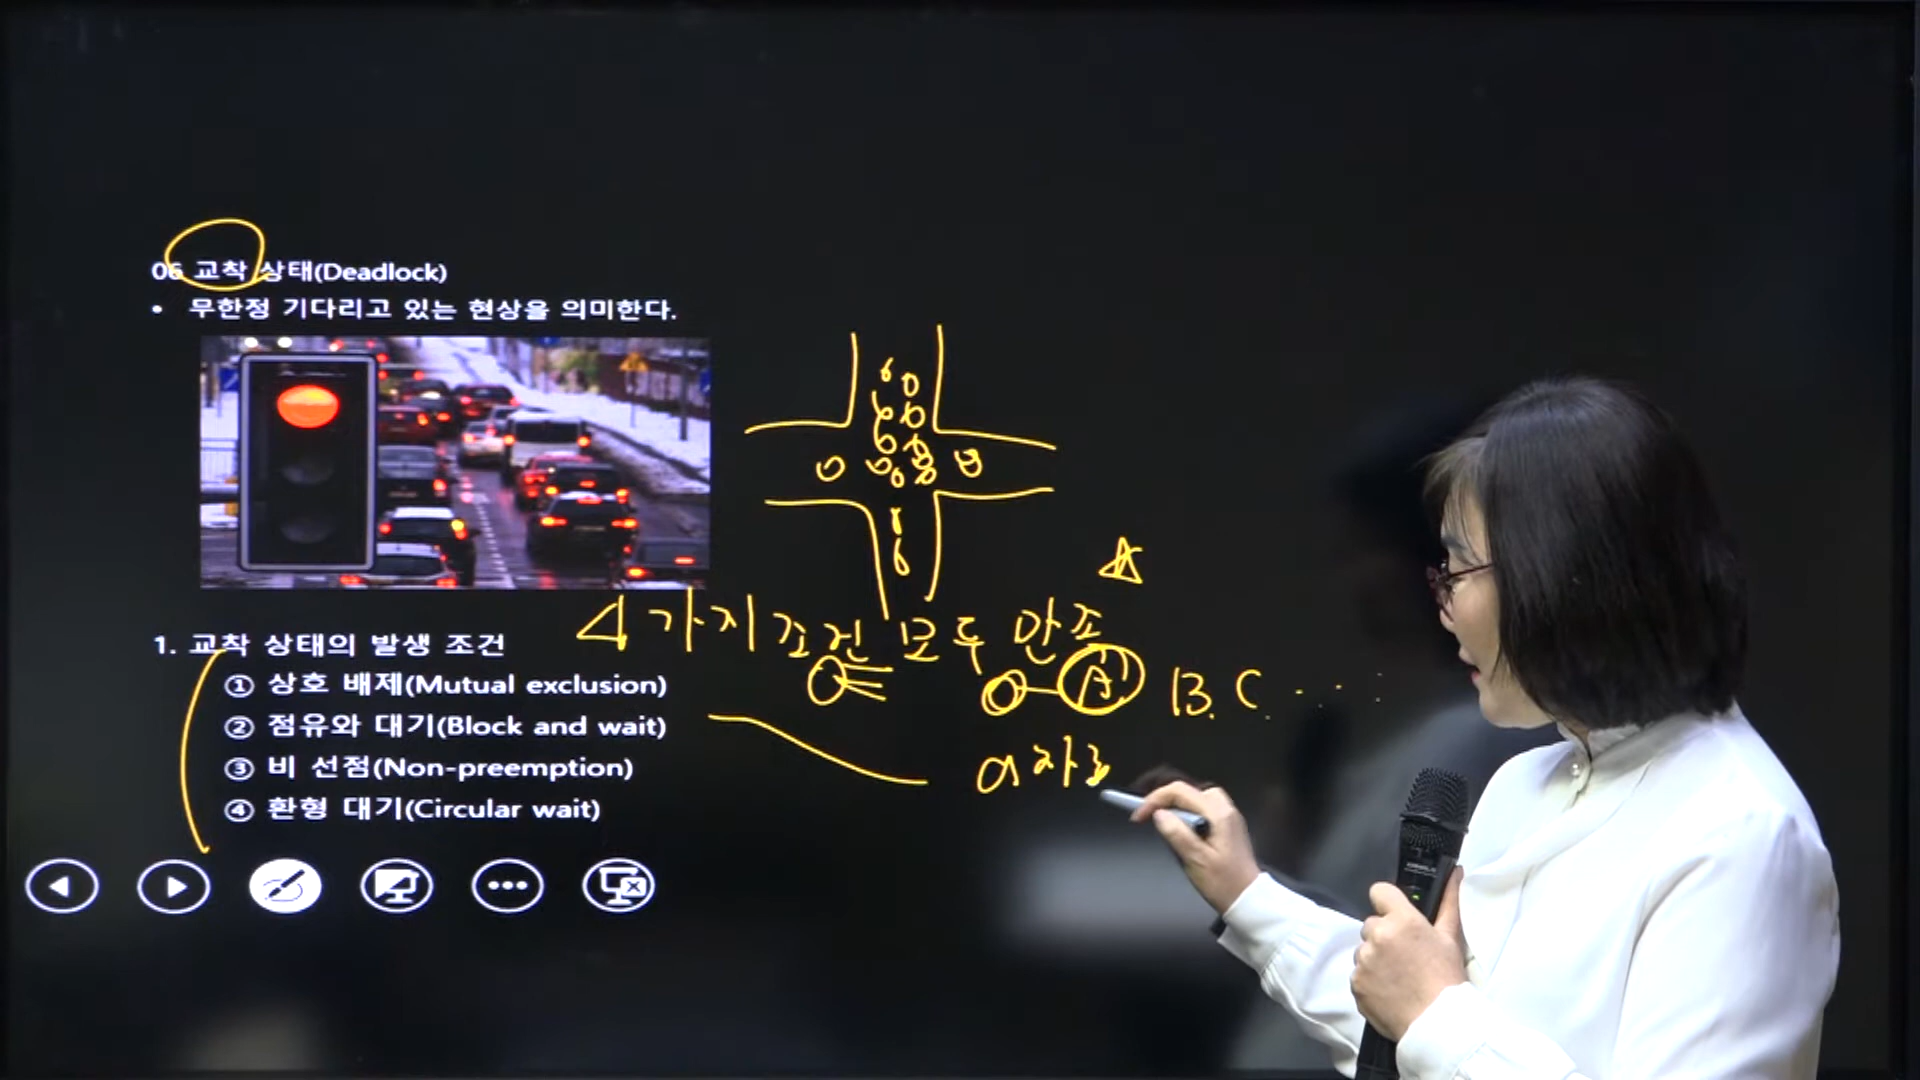 06 교착 상태(Deadlock)
• 무한정 기다리고 있는 현상을 의미한다.
4가지 조건 모두 만조
1. 교착 상태의 발생 조건
① 상호 배제(Mutual exclusion)
A B. C. . . .
② 점유와 대기(Block and wait)
③ 비 선점(Non-preemption)
④ 환형 대기(Circular wait)